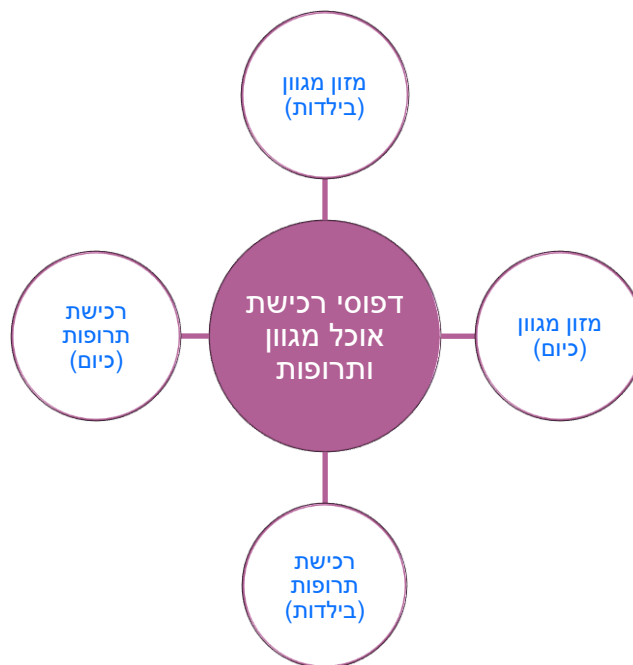 מזון מגוון
(בילדות)
דפוסי רכישת
אוכל מגוון
ותרופות
מזון מגוון
(כיום)
רכישת
תרופות
(בילדות)
רכישת
תרופות
(כיום)